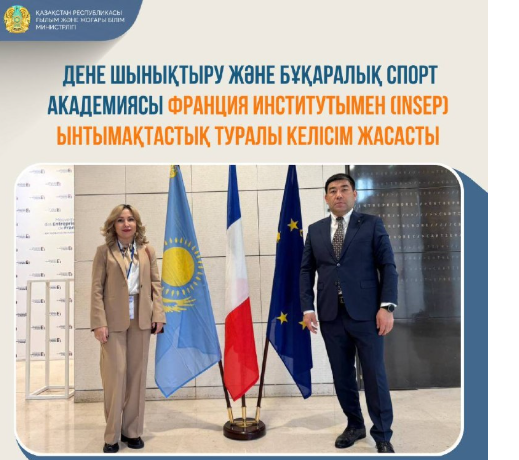 ҚАЗАҚСТАН РЕСПУБЛИКАСЫ
ҒЫЛЫМ ЖӘНЕ ЖОҒАРЫ БІЛІМ
МИНИСТРЛІГІ
ДЕНЕ ШЫНЫҚТЫРУ ЖӘНЕ БҰҚАРАЛЫҚ СПОРТ
АКАДЕМИЯСЫ ФРАНЦИЯ ИНСТИТУТЫМЕН (INSEP)
ЫНТЫМАҚТАСТЫҚ ТУРАЛЫ КЕЛІСІМ ЖАСАСТЫ